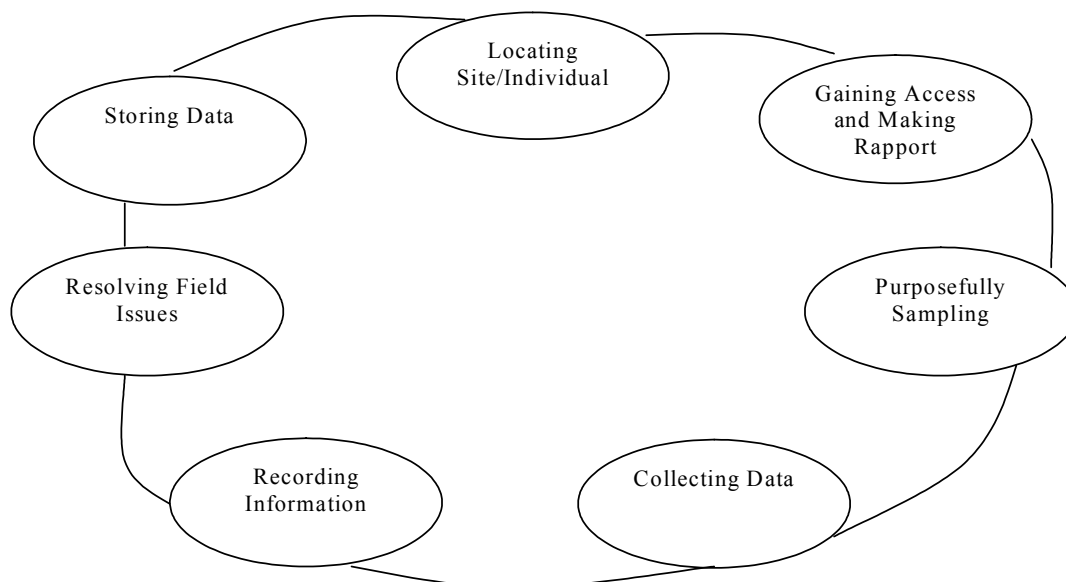 Locating
Site/Individual
Gaining Access
and Making
Rapport
Purposefully
Sampling
Collecting Data
Recording
Information
Resolving Field
Issues
Storing Data